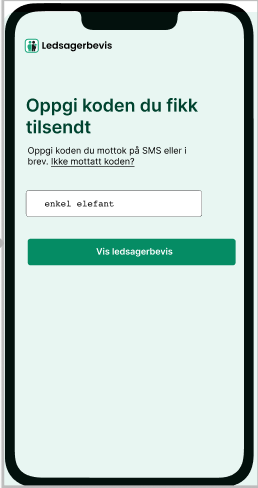 Ledsagerbevis
Oppgi koden du fikk
tilsendt
Oppgi koden du mottok på SMS eller i
brev. Ikke mottatt koden?
enkel elefant
Vis ledsagerbevis